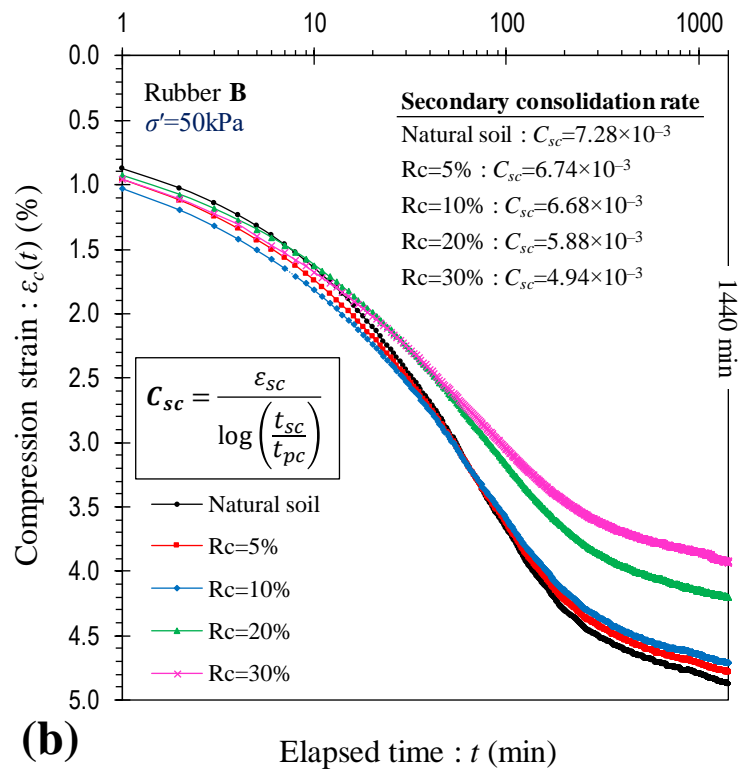 1 10 100 1000
0.0
0.5
1.0
1.5
2.0
2.5
3.0
3.5
4.0
4.5
5.0
Compression strain : εc(t) (%)
Rubber B
σ′=50kPa
Secondary consolidation rate
Natural soil : Csc=7.28×10⁻³
Rc=5% : Csc=6.74×10⁻³
Rc=10% : Csc=6.68×10⁻³
Rc=20% : Csc=5.88×10⁻³
Rc=30% : Csc=4.94×10⁻³
1440 min
Csc = εsc / log(tsc/tpc)
Natural soil
Rc=5%
Rc=10%
Rc=20%
Rc=30%
(b)
Elapsed time : t (min)